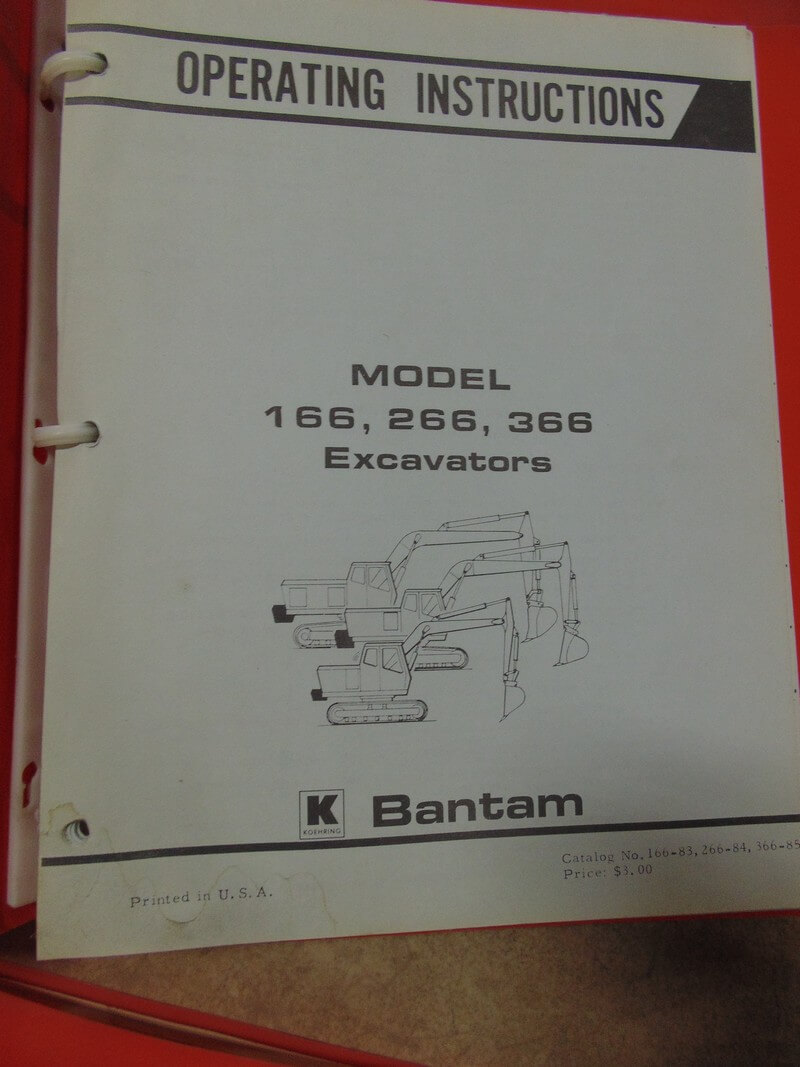 OPERATING INSTRUCTIONS
MODEL
166, 266, 366
Excavators
K
KOEHRING
Bantam
Catalog No. 166-83, 266-84, 366-85
Price: $3.00
Printed in U.S.A.